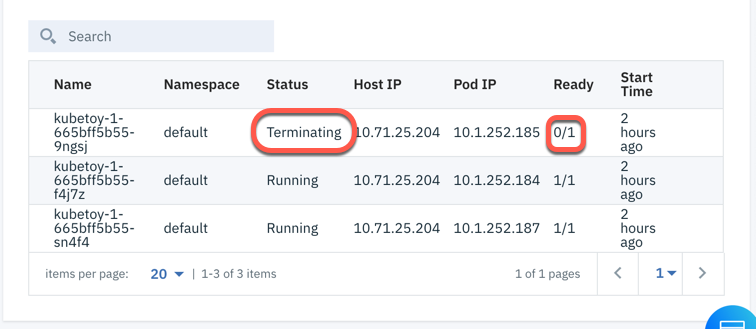 Search
Name Namespace Status Host IP Pod IP Ready Start Time
kubetoy-1-
665bff5b55-
9ngsj default Terminating 10.71.25.204 10.1.252.185 0/1 2 hours ago
kubetoy-1-
665bff5b55-
f4j7z default Running 10.71.25.204 10.1.252.184 1/1 2 hours ago
kubetoy-1-
665bff5b55-
sn4f4 default Running 10.71.25.204 10.1.252.187 1/1 2 hours ago
items per page: 20 | 1-3 of 3 items 1 of 1 pages 1